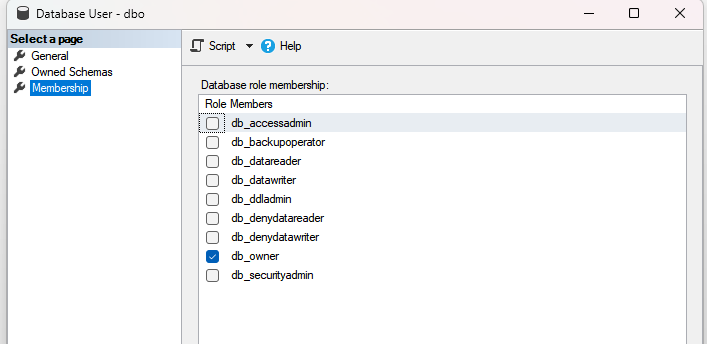 Database User - dbo
Select a page
General
Owned Schemas
Membership
Script
Help
Database role membership:
Role Members
db_accessadmin
db_backupoperator
db_datareader
db_datawriter
db_ddladmin
db_denydatareader
db_denydatawriter
db_owner
db_securityadmin